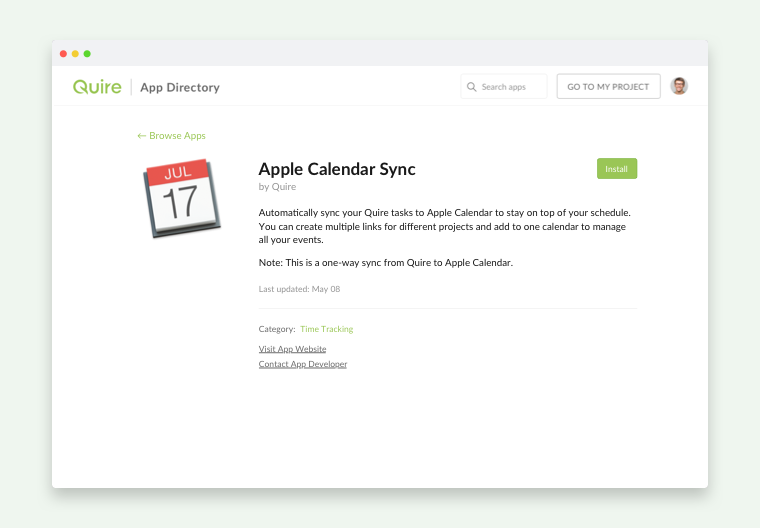 Quire App Directory Search apps GO TO MY PROJECT
← Browse Apps
JUL
17
Apple Calendar Sync
Install
by Quire
Automatically sync your Quire tasks to Apple Calendar to stay on top of your schedule.
You can create multiple links for different projects and add to one calendar to manage
all your events.
Note: This is a one-way sync from Quire to Apple Calendar.
Last updated: May 08
Category: Time Tracking
Visit App Website
Contact App Developer